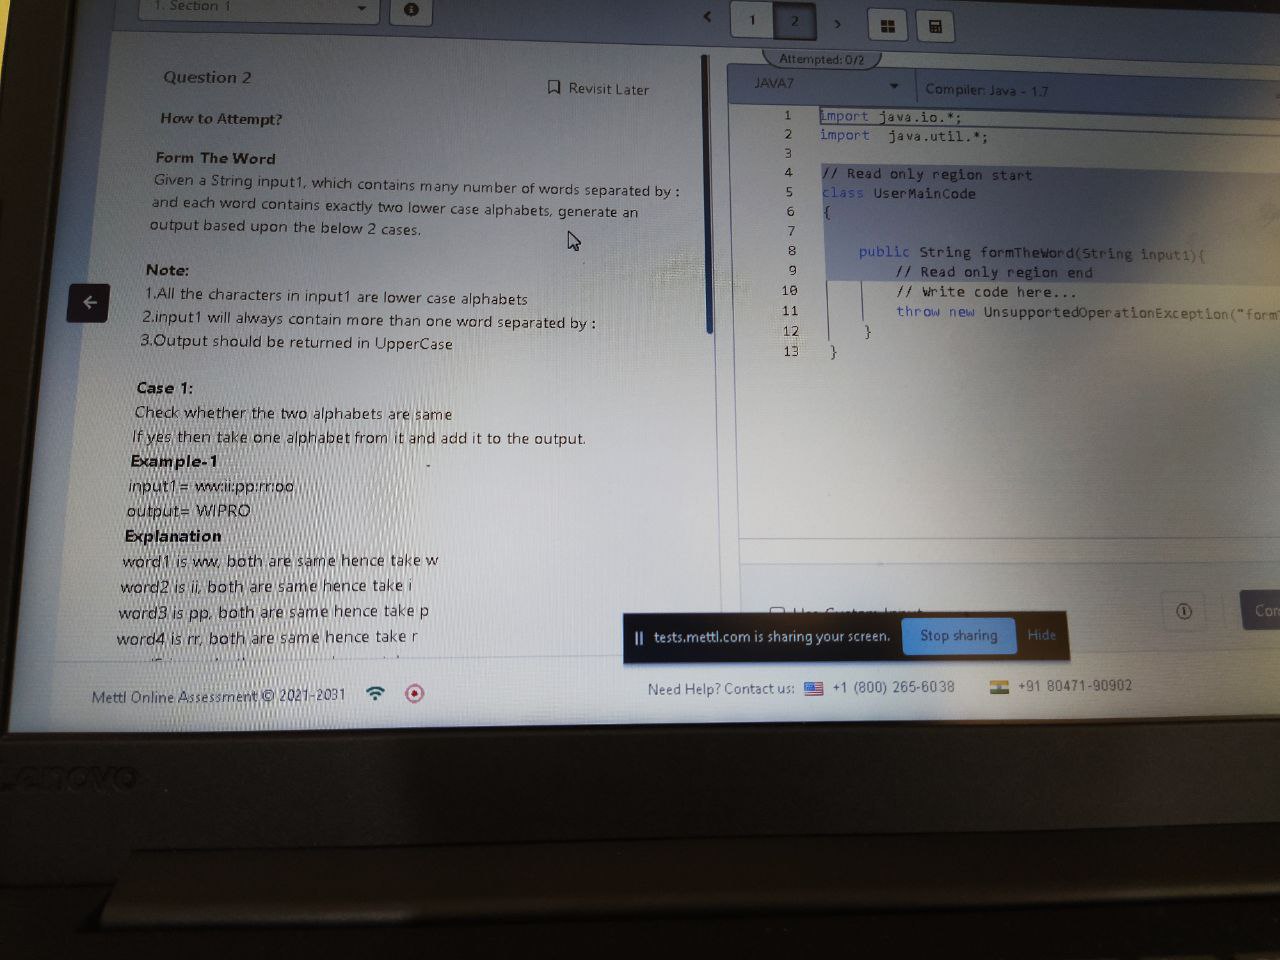 1. Section 1
1
2
Attempted: 0/2
Question 2
Revisit Later
How to Attempt?
Form The Word
Given a String input1, which contains many number of words separated by :
and each word contains exactly two lower case alphabets, generate an
output based upon the below 2 cases.
Note:
1.All the characters in input1 are lower case alphabets
2.input1 will always contain more than one word separated by :
3.Output should be returned in UpperCase
Case 1:
Check whether the two alphabets are same
If yes then take one alphabet from it and add it to the output.
Example-1
input1= ww:ii:pp:rr:oo
output= WIPRO
Explanation
word1 is ww, both are same hence take w
word2 is ii, both are same hence take i
word3 is pp, both are same hence take p
word4 is rr, both are same hence take r
JAVA7
Compiler: Java - 1.7
1 import java.io.*;
2 import java.util.*;
3
4 // Read only region start
5 class UserMainCode
6 {
7
8 public String formTheWord(String input1){
9 // Read only region end
10 // Write code here...
11 throw new UnsupportedOperationException("form
12 }
13 }
Use Custom Input
Com
tests.mettl.com is sharing your screen.
Stop sharing
Hide
Mettl Online Assessment © 2021-2031
Need Help? Contact us:
+1 (800) 265-6038
+91 80471-90902
Lenovo